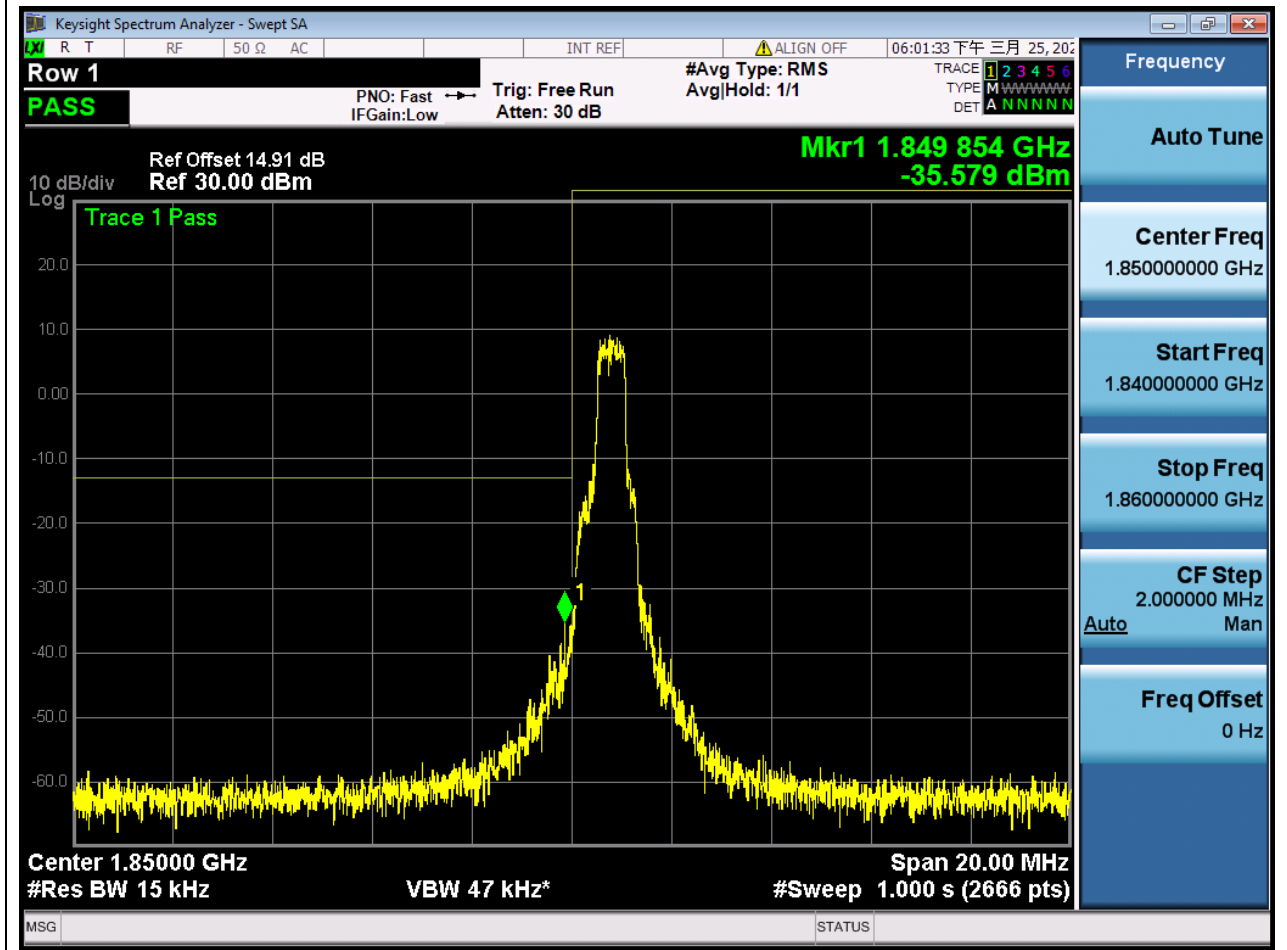 Keysight Spectrum Analyzer - Swept SA
LXI R T RF 50 Ω AC INT REF ALIGN OFF 06:01:33 下午 三月 25, 202
Row 1
PASS
PNO: Fast
IFGain:Low
Trig: Free Run
Atten: 30 dB
#Avg Type: RMS
Avg|Hold: 1/1
TRACE 1 2 3 4 5 6
TYPE M WWWWW
DET A N N N N N
Mkr1 1.849 854 GHz
-35.579 dBm
Ref Offset 14.91 dB
10 dB/div Ref 30.00 dBm
Log
Trace 1 Pass
20.0
10.0
0.00
-10.0
-20.0
-30.0
-40.0
-50.0
-60.0
1
Center 1.85000 GHz Span 20.00 MHz
#Res BW 15 kHz VBW 47 kHz* #Sweep 1.000 s (2666 pts)
MSG STATUS
Frequency
Auto Tune
Center Freq
1.850000000 GHz
Start Freq
1.840000000 GHz
Stop Freq
1.860000000 GHz
CF Step
2.000000 MHz
Auto Man
Freq Offset
0 Hz